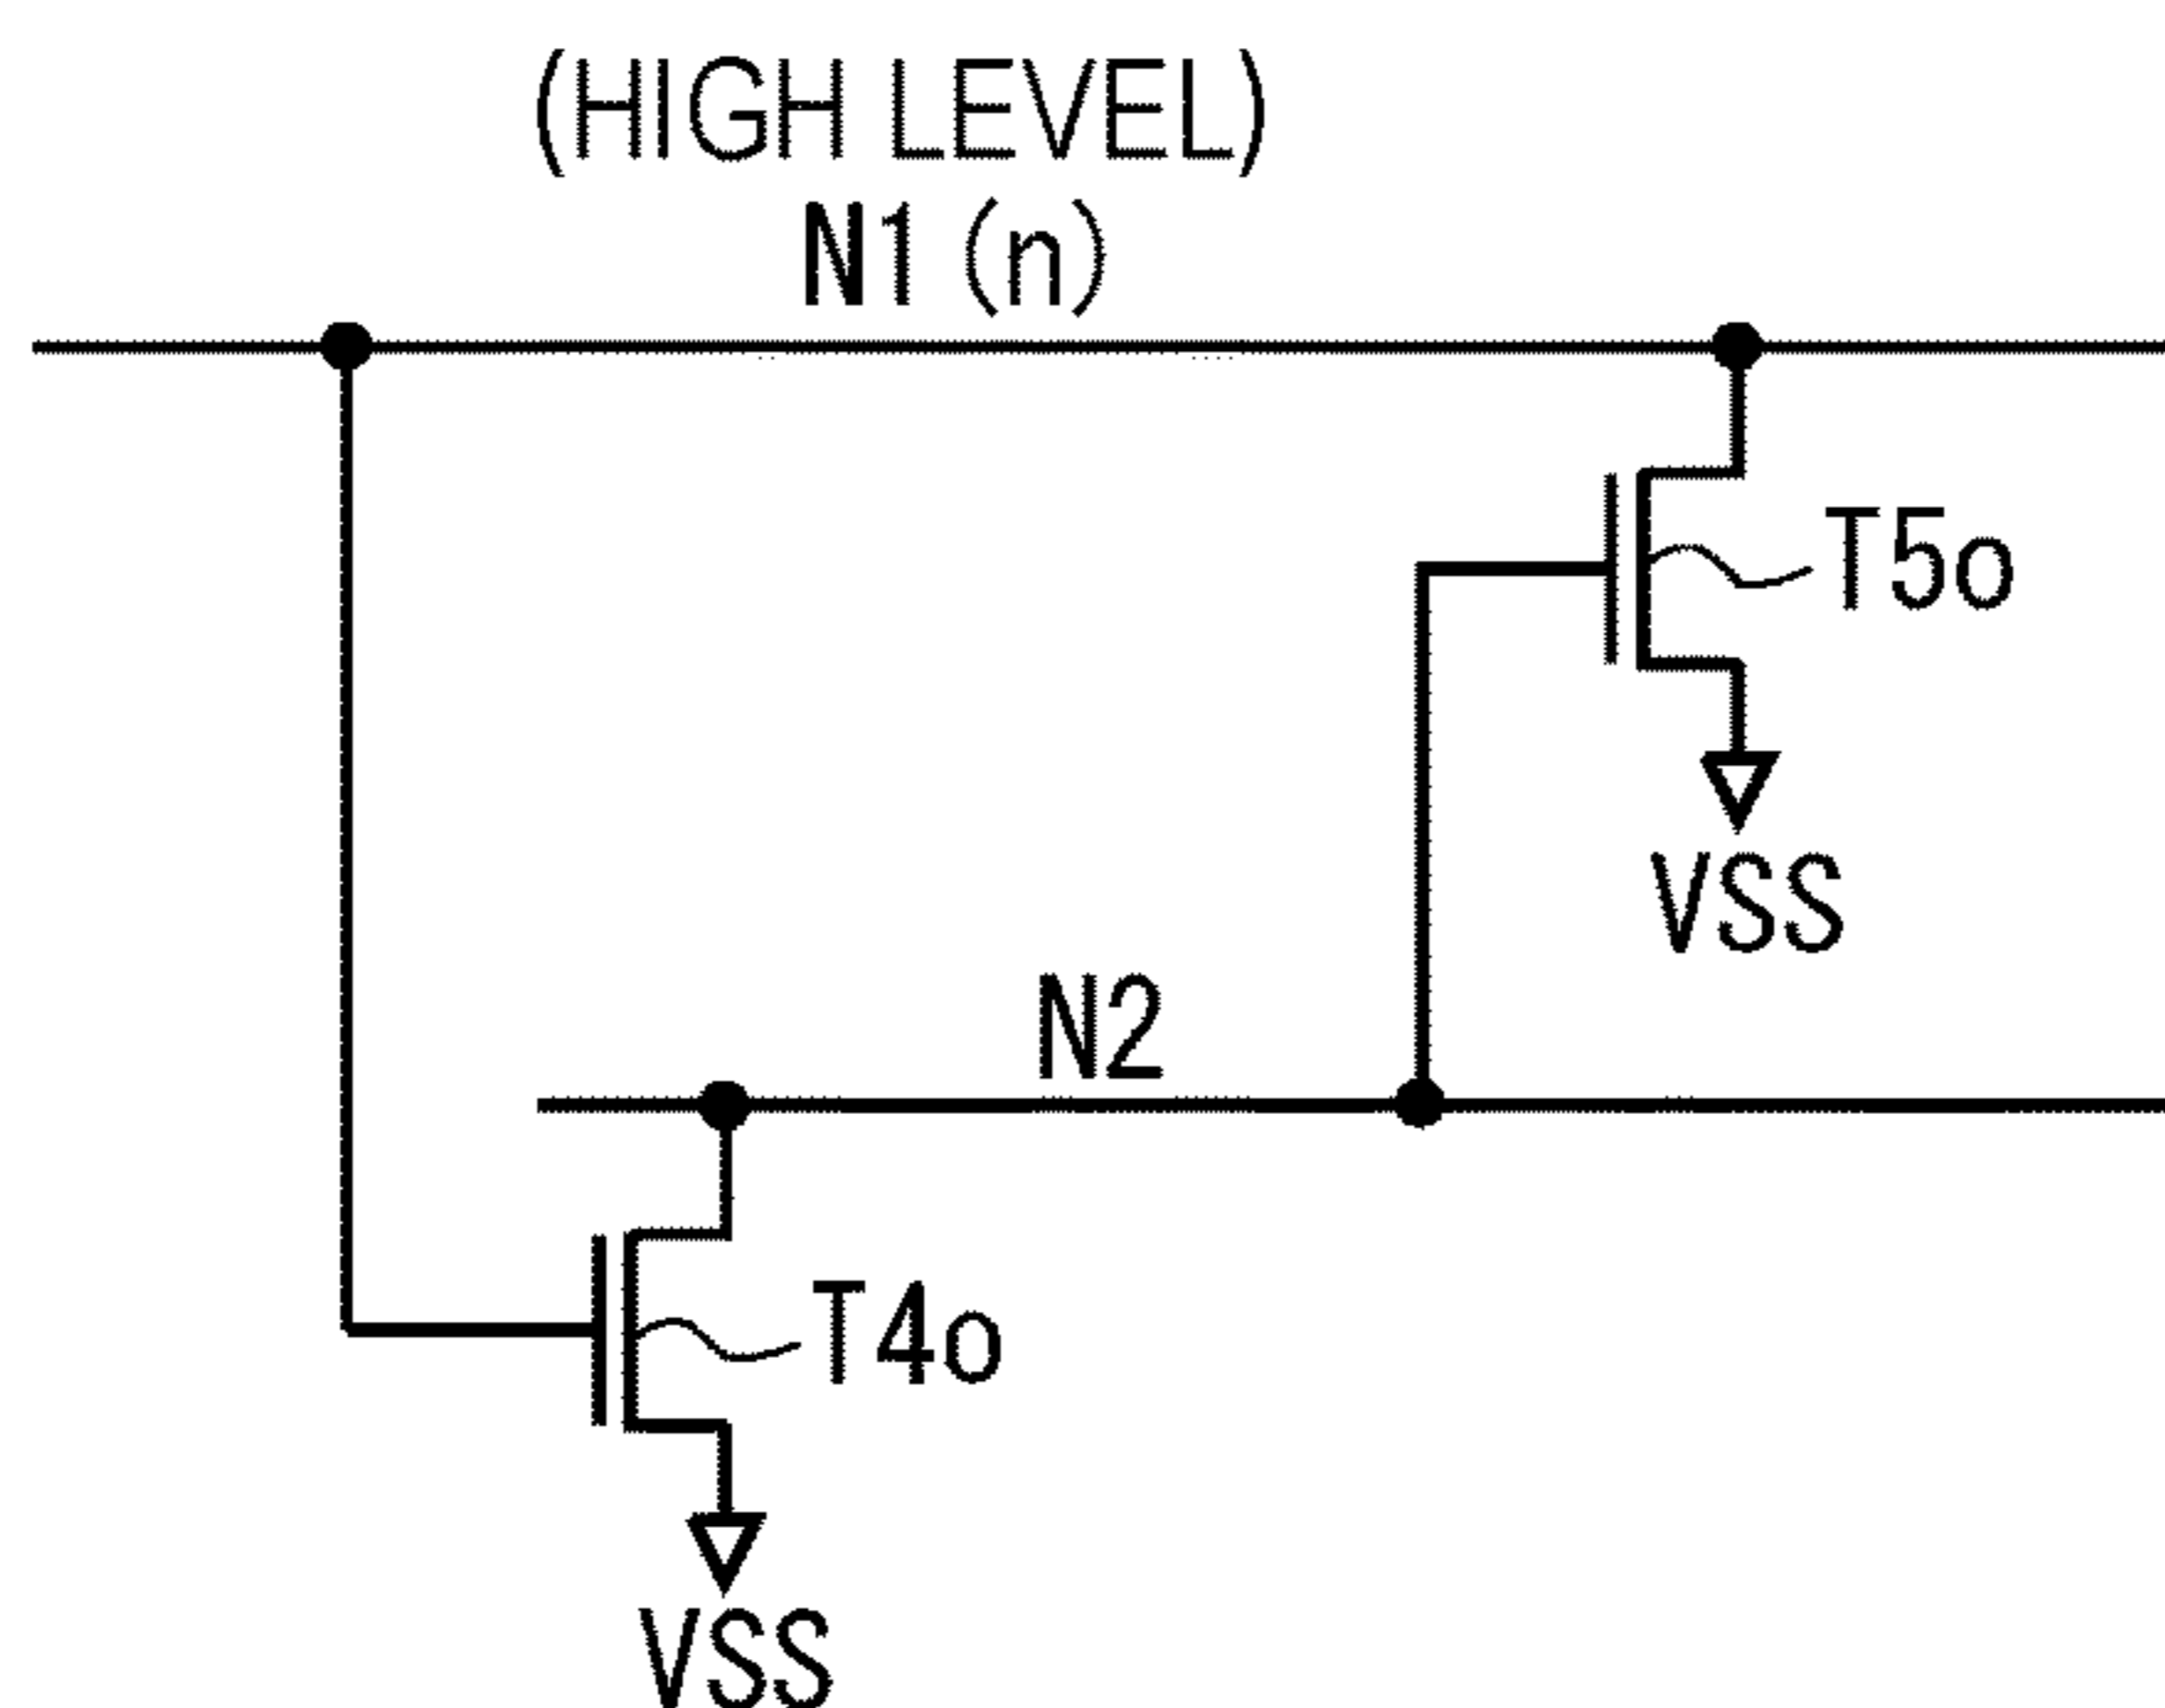 (HIGH LEVEL)
N1 (n)
T5o
VSS
N2
T4o
VSS